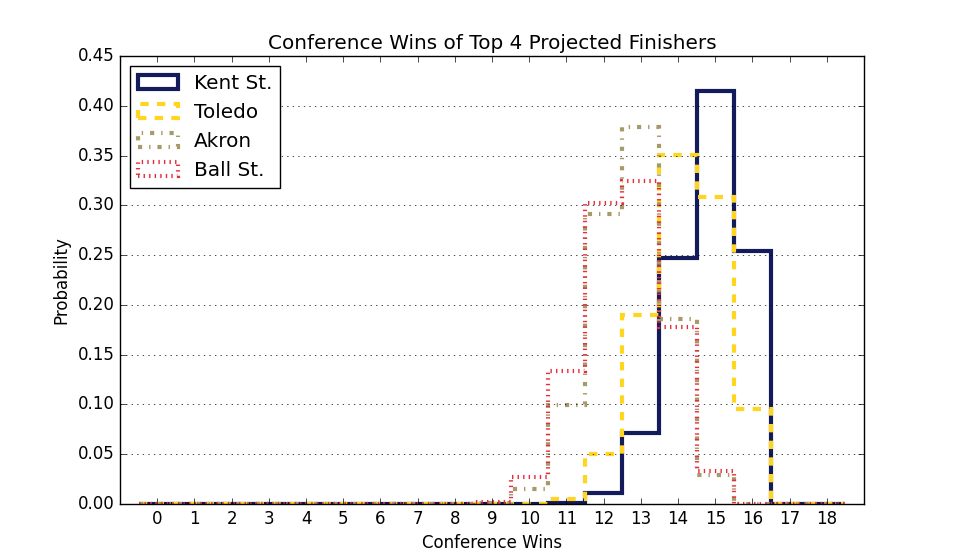 Conference Wins of Top 4 Projected Finishers
0.45
0.40
0.35
0.30
0.25
0.20
0.15
0.10
0.05
0.00
Probability
Kent St.
Toledo
Akron
Ball St.
0 1 2 3 4 5 6 7 8 9 10 11 12 13 14 15 16 17 18
Conference Wins